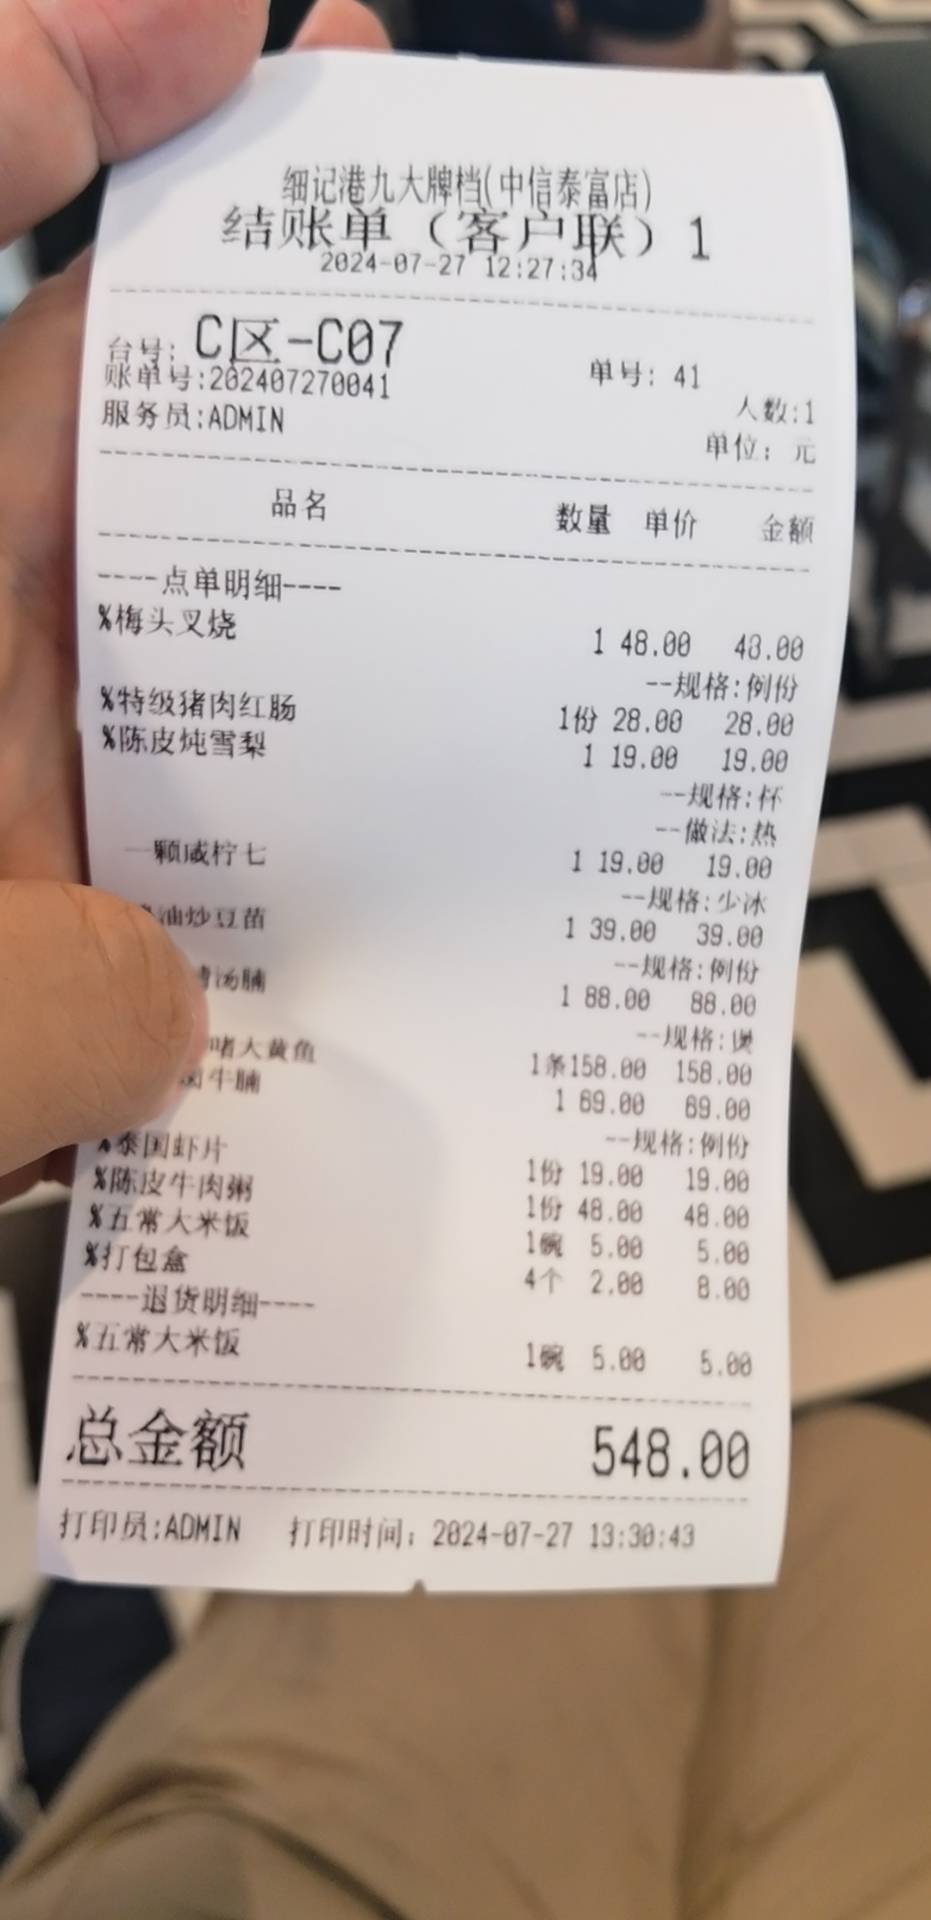 细记港九大牌档(中信泰富店)
结账单（客户联）1
2024-07-27 12:27:34
台号: C区-C07 单号: 41
账单号:202407270041 人数:1
服务员:ADMIN 单位: 元
品名 数量 单价 金额
----点单明细----
%梅头叉烧 1 48.00 48.00
--规格:例份
%特级猪肉红肠 1份 28.00 28.00
%陈皮炖雪梨 1 19.00 19.00
--规格:杯
--做法:热
一颗咸柠七 1 19.00 19.00
--规格:少冰
油炒豆苗 1 39.00 39.00
--规格:例份
清汤腩 1 88.00 88.00
--规格:煲
啫大黄鱼 1条158.00 158.00
牛腩 1 69.00 69.00
--规格:例份
%泰国虾片 1份 19.00 19.00
%陈皮牛肉粥 1份 48.00 48.00
%五常大米饭 1碗 5.00 5.00
%打包盒 4个 2.00 8.00
----退货明细----
%五常大米饭 1碗 5.00 5.00
总金额 548.00
打印员:ADMIN 打印时间: 2024-07-27 13:30:43